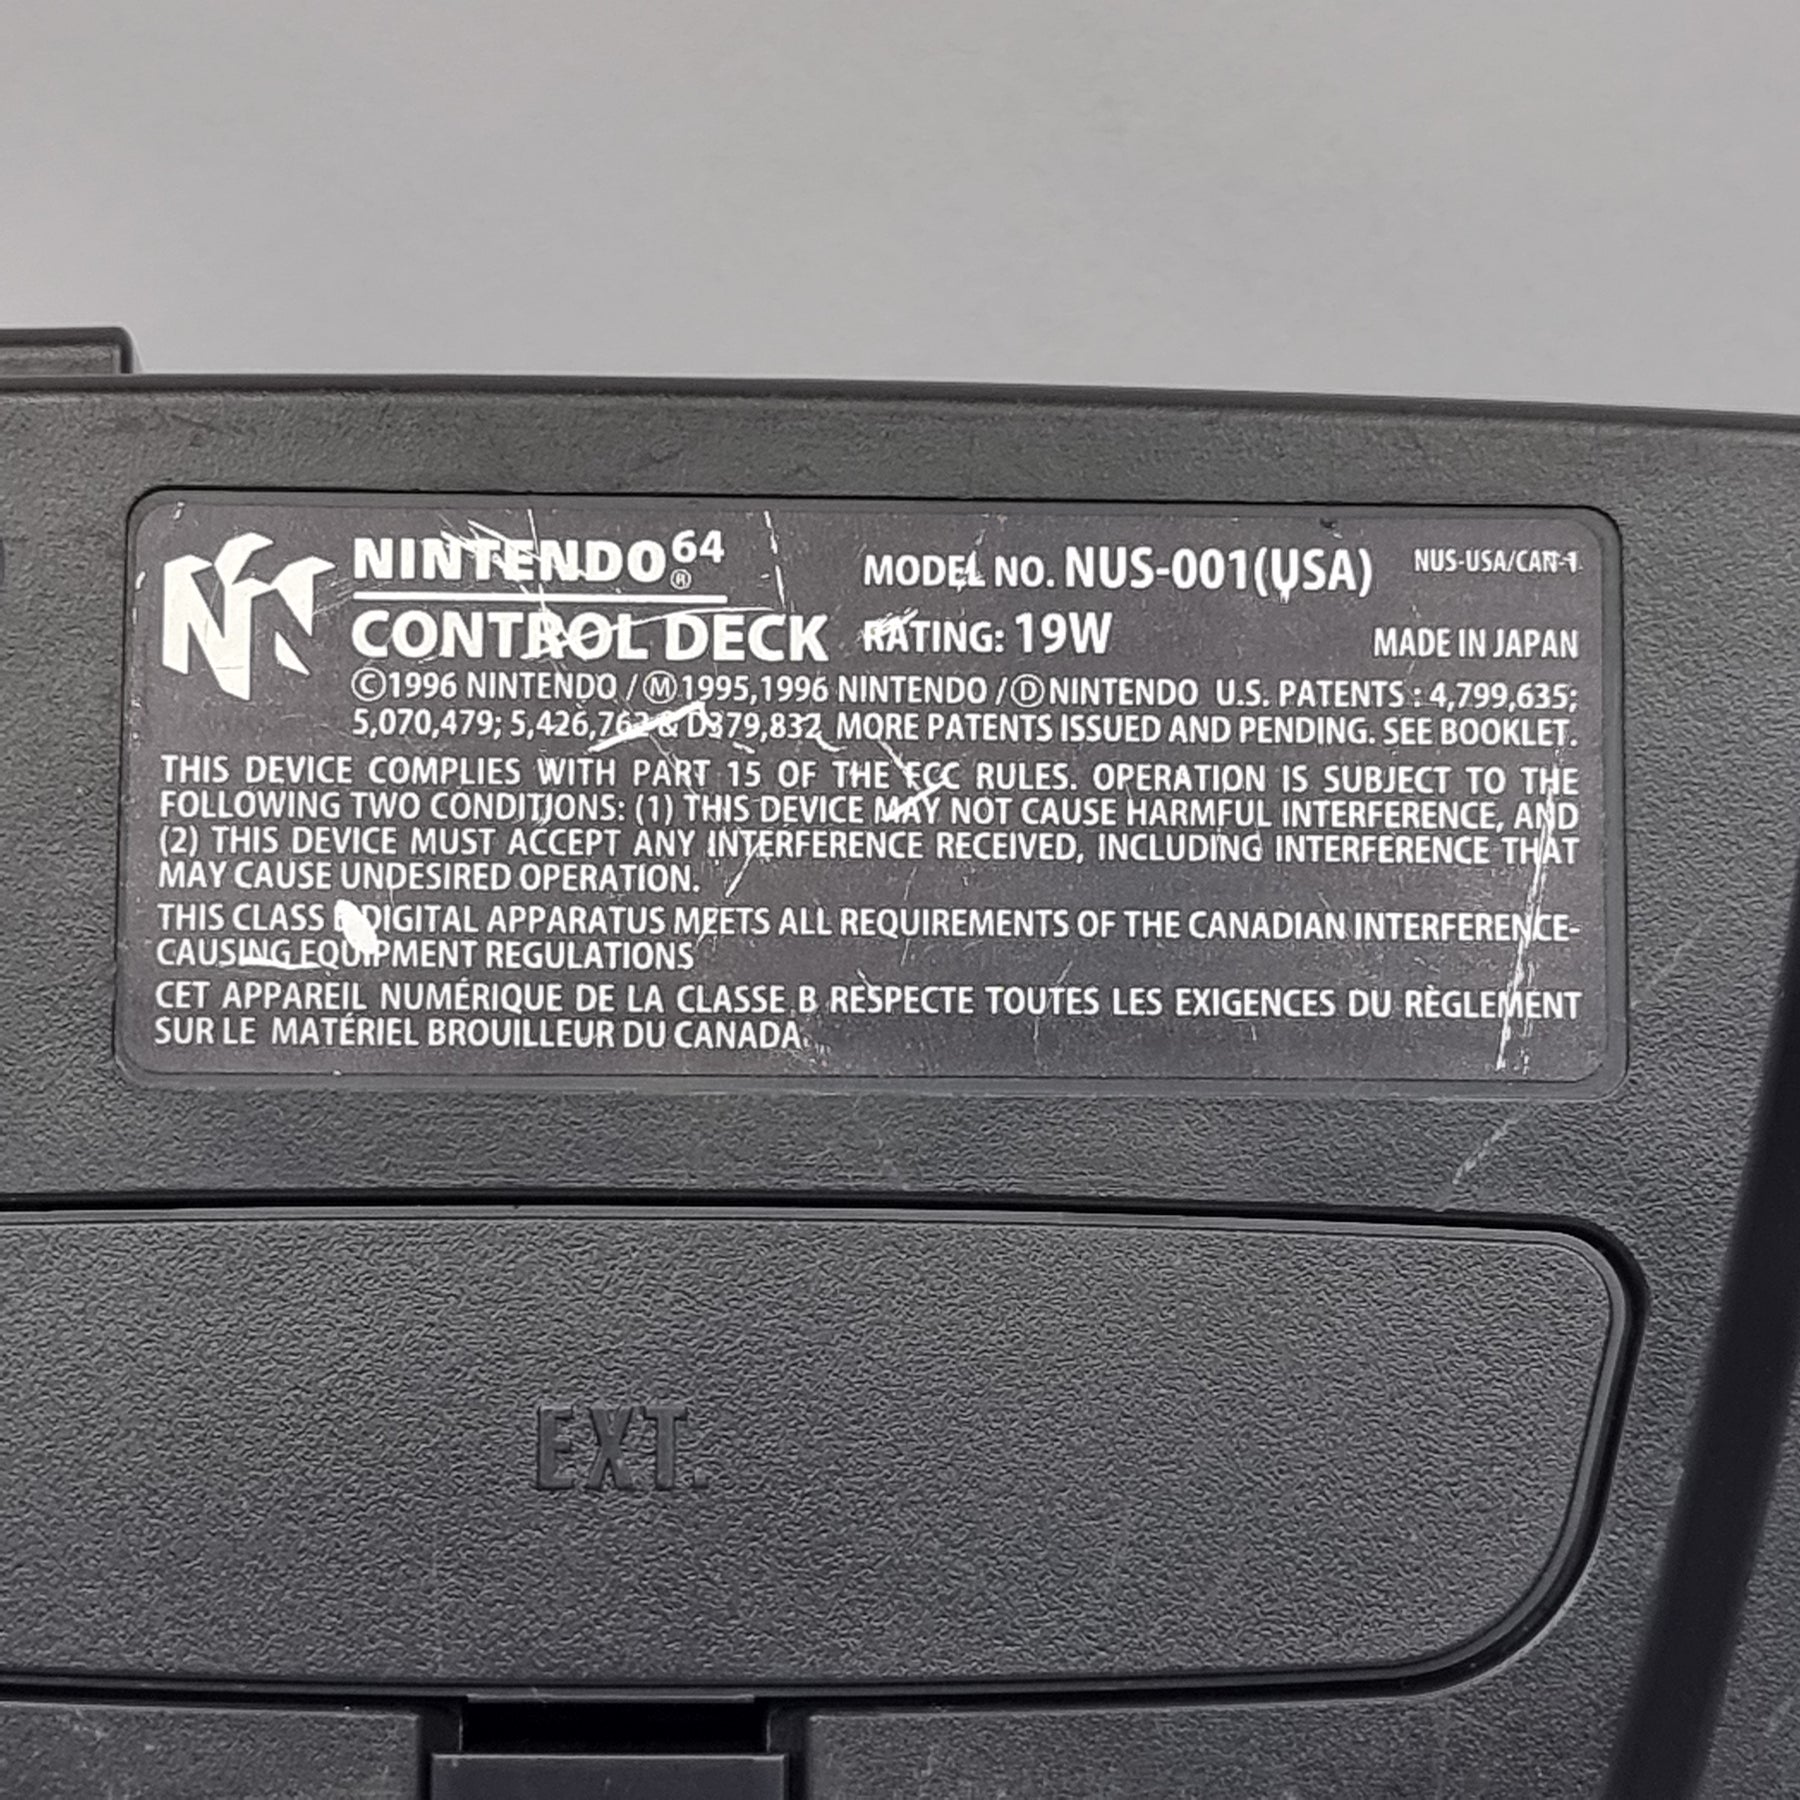 NINTENDO64®
CONTROL DECK
MODEL NO. NUS-001(USA)
NUS-USA/CAN-1
RATING: 19W
MADE IN JAPAN
Ⓒ1996 NINTENDO /Ⓜ1995,1996 NINTENDO /ⒹNINTENDO U.S. PATENTS : 4,799,635;
5,070,479; & D379,832 MORE PATENTS ISSUED AND PENDING. SEE BOOKLET.
THIS DEVICE COMPLIES WITH PART 15 OF THE FCC RULES. OPERATION IS SUBJECT TO THE
FOLLOWING TWO CONDITIONS: (1) THIS DEVICE MAY NOT CAUSE HARMFUL INTERFERENCE, AND
(2) THIS DEVICE MUST ACCEPT ANY INTERFERENCE RECEIVED, INCLUDING INTERFERENCE THAT
MAY CAUSE UNDESIRED OPERATION.
THIS CLASS B DIGITAL APPARATUS MEETS ALL REQUIREMENTS OF THE CANADIAN INTERFERENCE-
CAUSING EQUIPMENT REGULATIONS
CET APPAREIL NUMÉRIQUE DE LA CLASSE B RESPECTE TOUTES LES EXIGENCES DU RÈGLEMENT
SUR LE MATÉRIEL BROUILLEUR DU CANADA.
EXT.